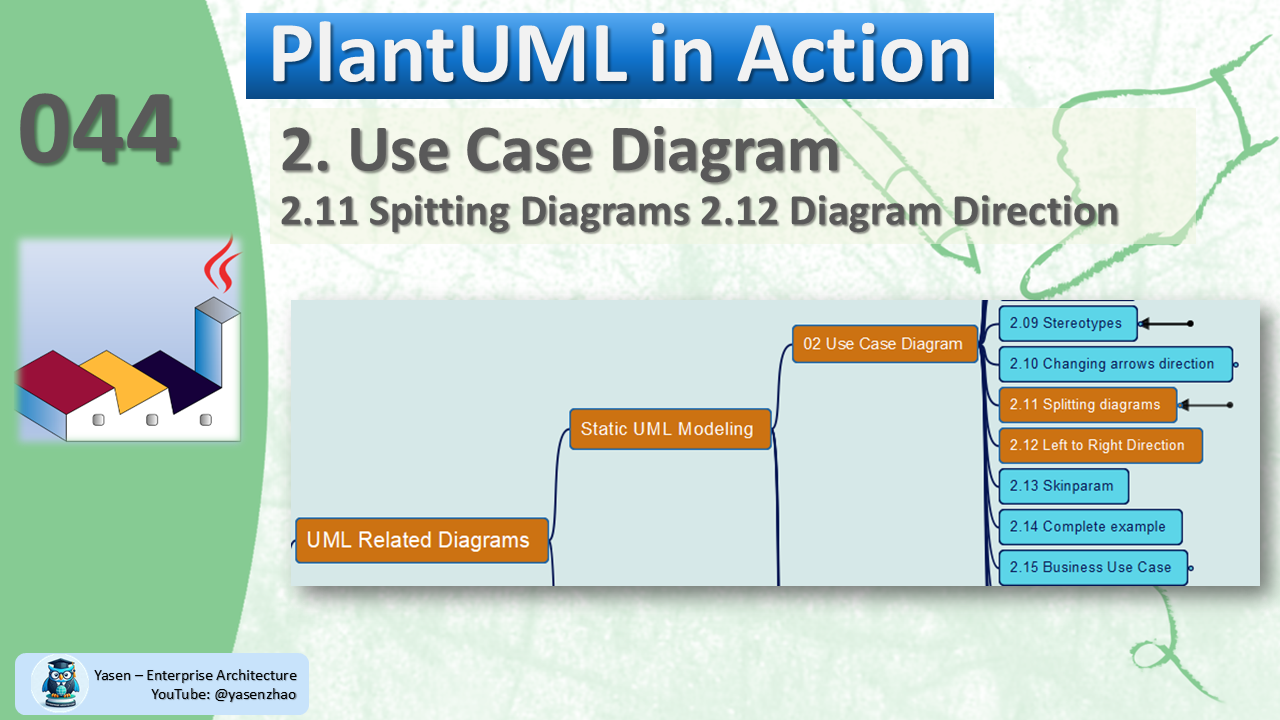 PlantUML in Action
044
2. Use Case Diagram
2.11 Spitting Diagrams 2.12 Diagram Direction
2.09 Stereotypes
02 Use Case Diagram
2.10 Changing arrows direction
2.11 Splitting diagrams
Static UML Modeling
2.12 Left to Right Direction
2.13 Skinparam
2.14 Complete example
UML Related Diagrams
2.15 Business Use Case
Yasen – Enterprise Architecture
YouTube: @yasenzhao